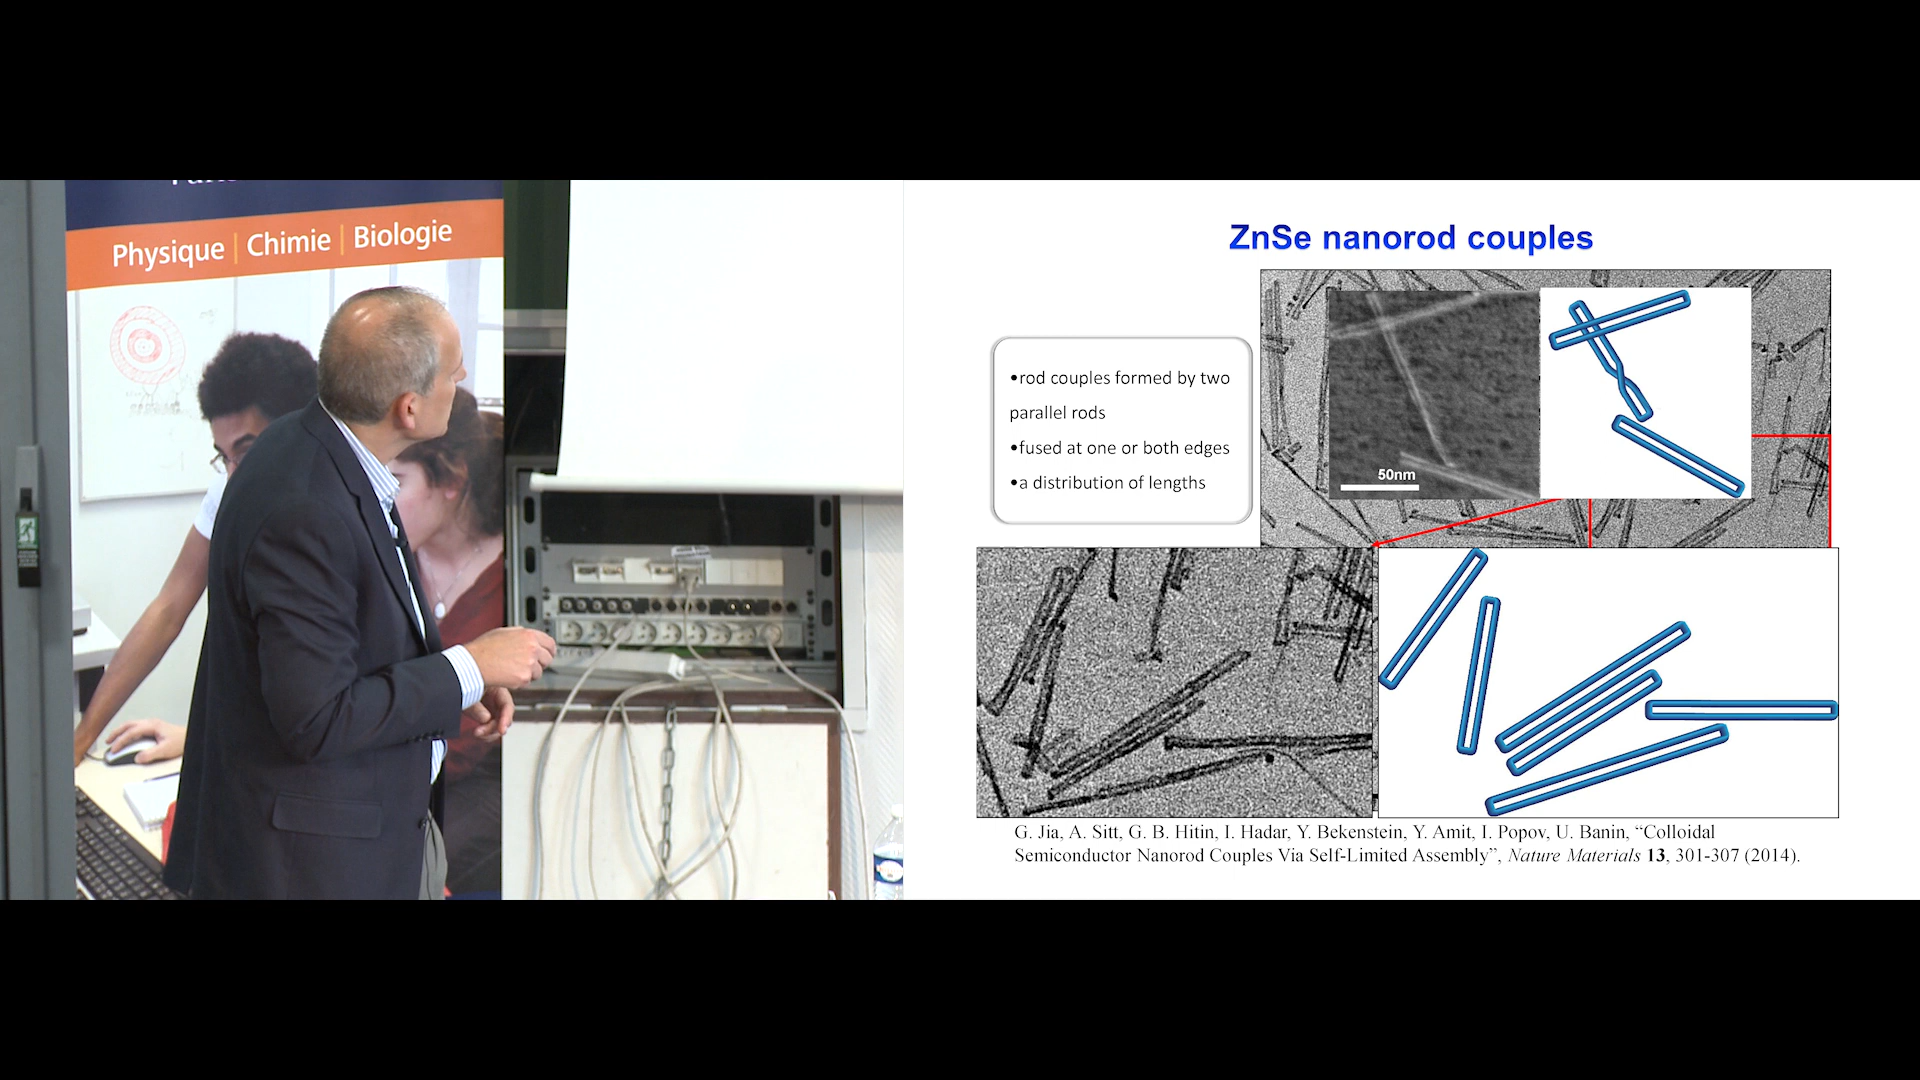 Physique | Chimie | Biologie
ZnSe nanorod couples
•rod couples formed by two
parallel rods
•fused at one or both edges
•a distribution of lengths
50nm
G. Jia, A. Sitt, G. B. Hitin, I. Hadar, Y. Bekenstein, Y. Amit, I. Popov, U. Banin, “Colloidal
Semiconductor Nanorod Couples Via Self-Limited Assembly”, Nature Materials 13, 301-307 (2014).